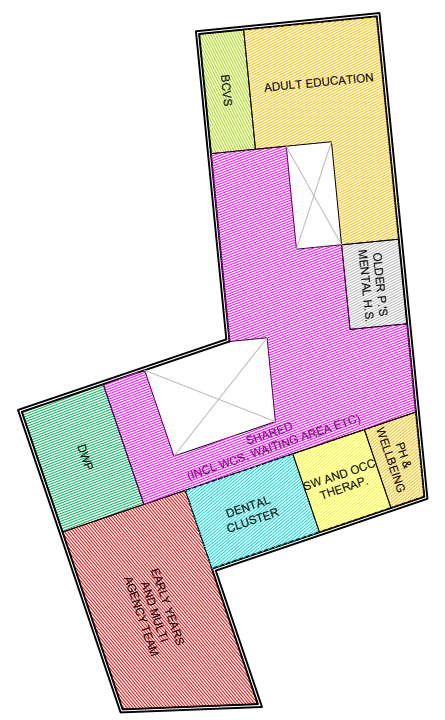 BCVS
ADULT EDUCATION
OLDER P.'S
MENTAL H.S.
SHARED
(INCL WCS, WAITING AREA ETC)
DWP
PH &
WELLBEING
SW AND OCC
THERAP.
DENTAL
CLUSTER
EARLY YEARS
AND MULTI
AGENCY TEAM